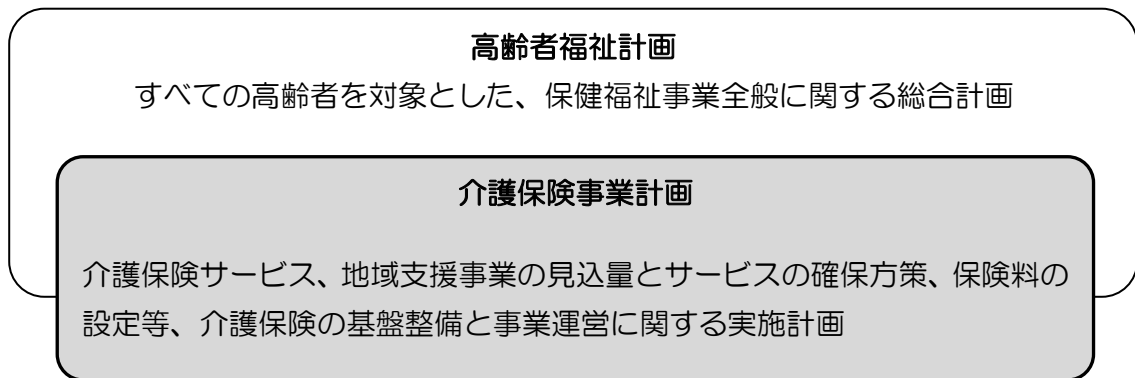 高齢者福祉計画
すべての高齢者を対象とした、保健福祉事業全般に関する総合計画
介護保険事業計画
介護保険サービス、地域支援事業の見込量とサービスの確保方策、保険料の
設定等、介護保険の基盤整備と事業運営に関する実施計画